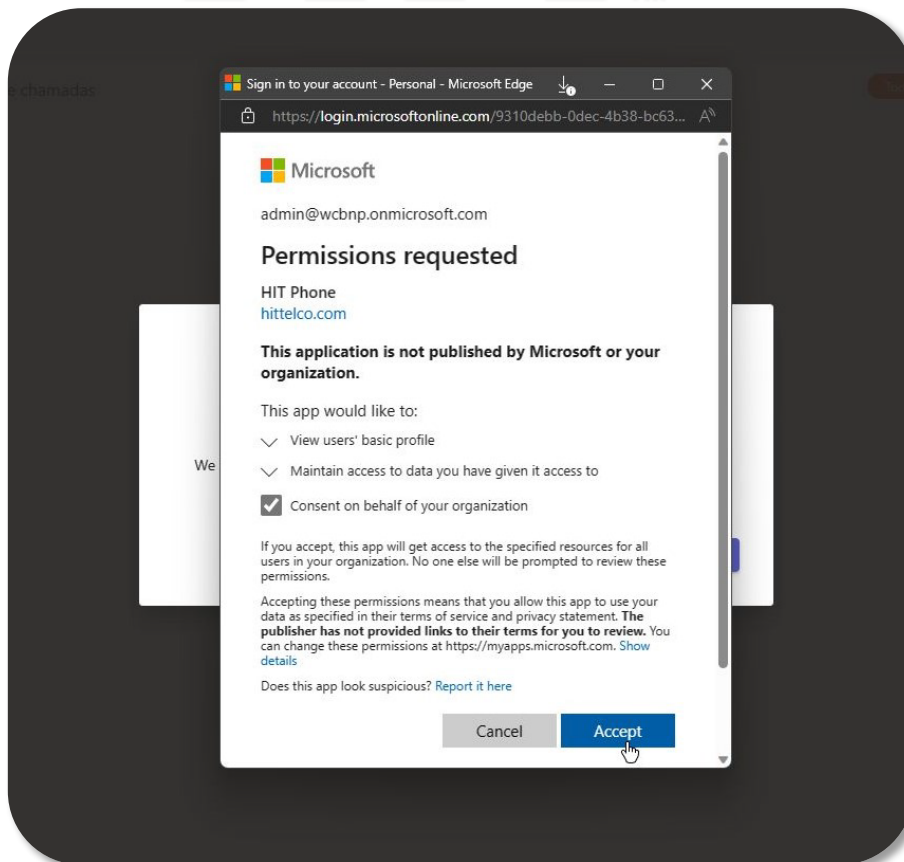 Sign in to your account - Personal - Microsoft Edge
https://login.microsoftonline.com/9310debb-0dec-4b38-bc63...
Microsoft
admin@wcbnp.onmicrosoft.com
Permissions requested
HIT Phone
hittelco.com
This application is not published by Microsoft or your
organization.
This app would like to:
View users' basic profile
Maintain access to data you have given it access to
Consent on behalf of your organization
If you accept, this app will get access to the specified resources for all
users in your organization. No one else will be prompted to review these
permissions.
Accepting these permissions means that you allow this app to use your
data as specified in their terms of service and privacy statement. The
publisher has not provided links to their terms for you to review. You
can change these permissions at https://myapps.microsoft.com. Show
details
Does this app look suspicious? Report it here
Cancel Accept
e chamadas
We